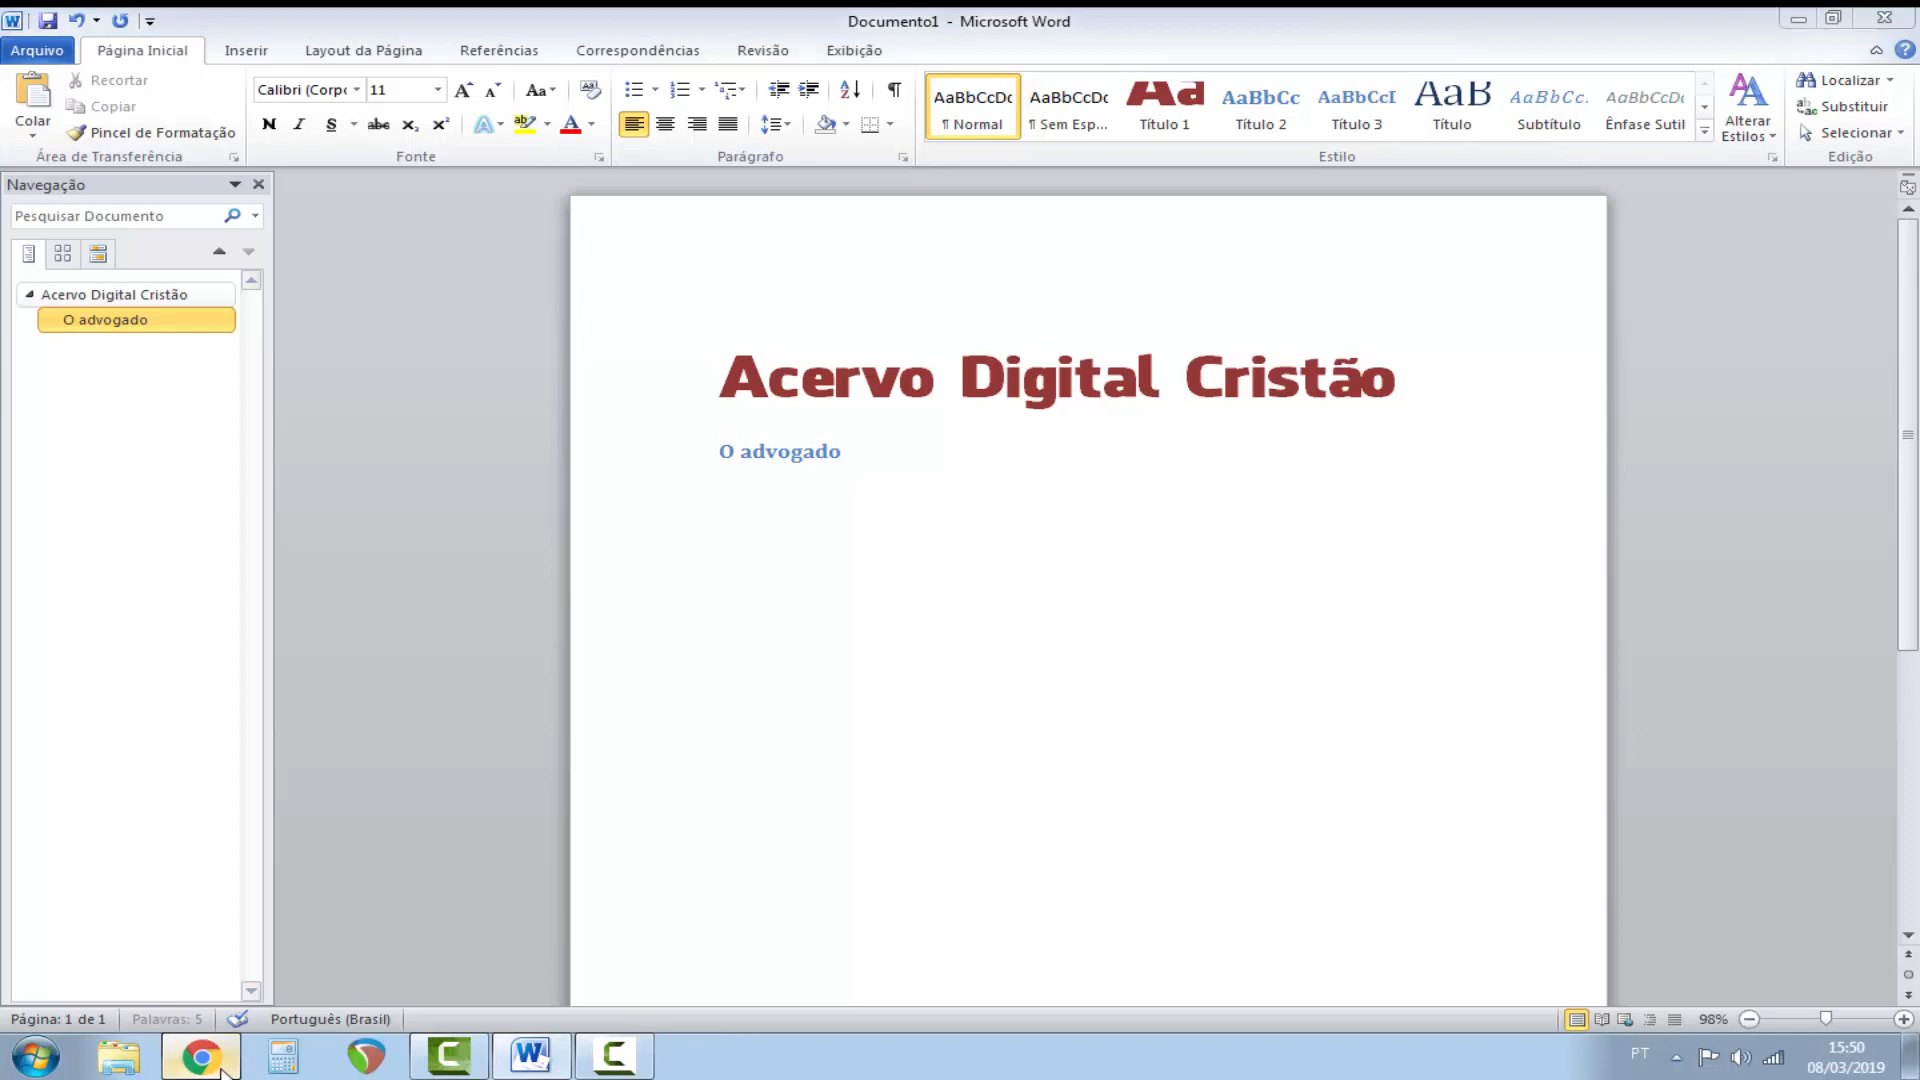 Documento1 - Microsoft Word
Arquivo
Página Inicial
Inserir
Layout da Página
Referências
Correspondências
Revisão
Exibição
Colar
Recortar
Copiar
Pincel de Formatação
Área de Transferência
Calibri (Corpo
11
Fonte
Parágrafo
AaBbCcDc
¶ Normal
AaBbCcDc
¶ Sem Esp...
Título 1
AaBbCc
Título 2
AaBbCcI
Título 3
AaB
Título
AaBbCc.
Subtítulo
AaBbCcDc
Ênfase Sutil
Alterar
Estilos
Estilo
Localizar
Substituir
Selecionar
Edição
Navegação
Pesquisar Documento
Acervo Digital Cristão
O advogado
Acervo Digital Cristão
O advogado
Página: 1 de 1
Palavras: 5
Português (Brasil)
98%
PT
15:50
08/03/2019